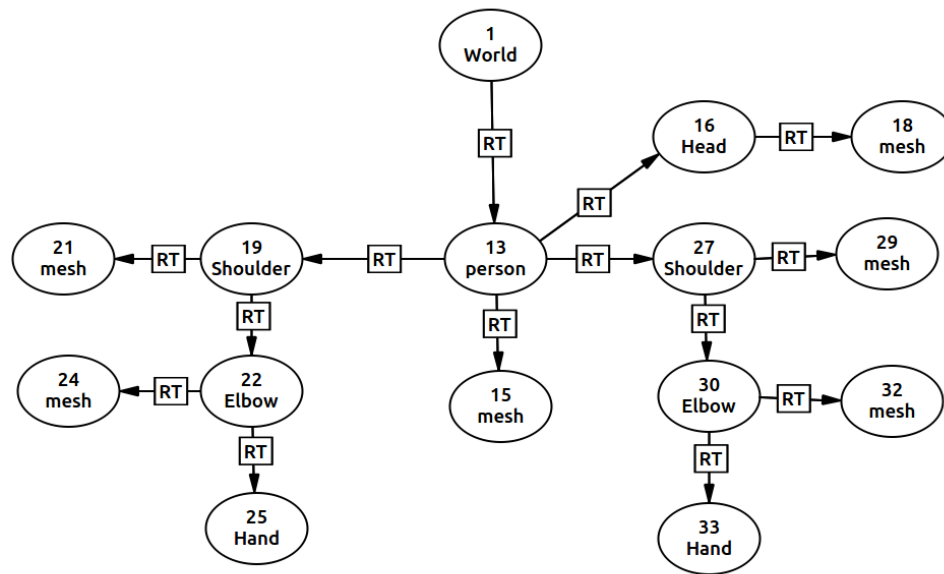 1
World
RT
16
Head
RT
18
mesh
RT
21
mesh
RT
19
Shoulder
RT
13
person
RT
27
Shoulder
RT
29
mesh
RT
RT
RT
24
mesh
RT
22
Elbow
15
mesh
30
Elbow
RT
32
mesh
RT
RT
25
Hand
33
Hand